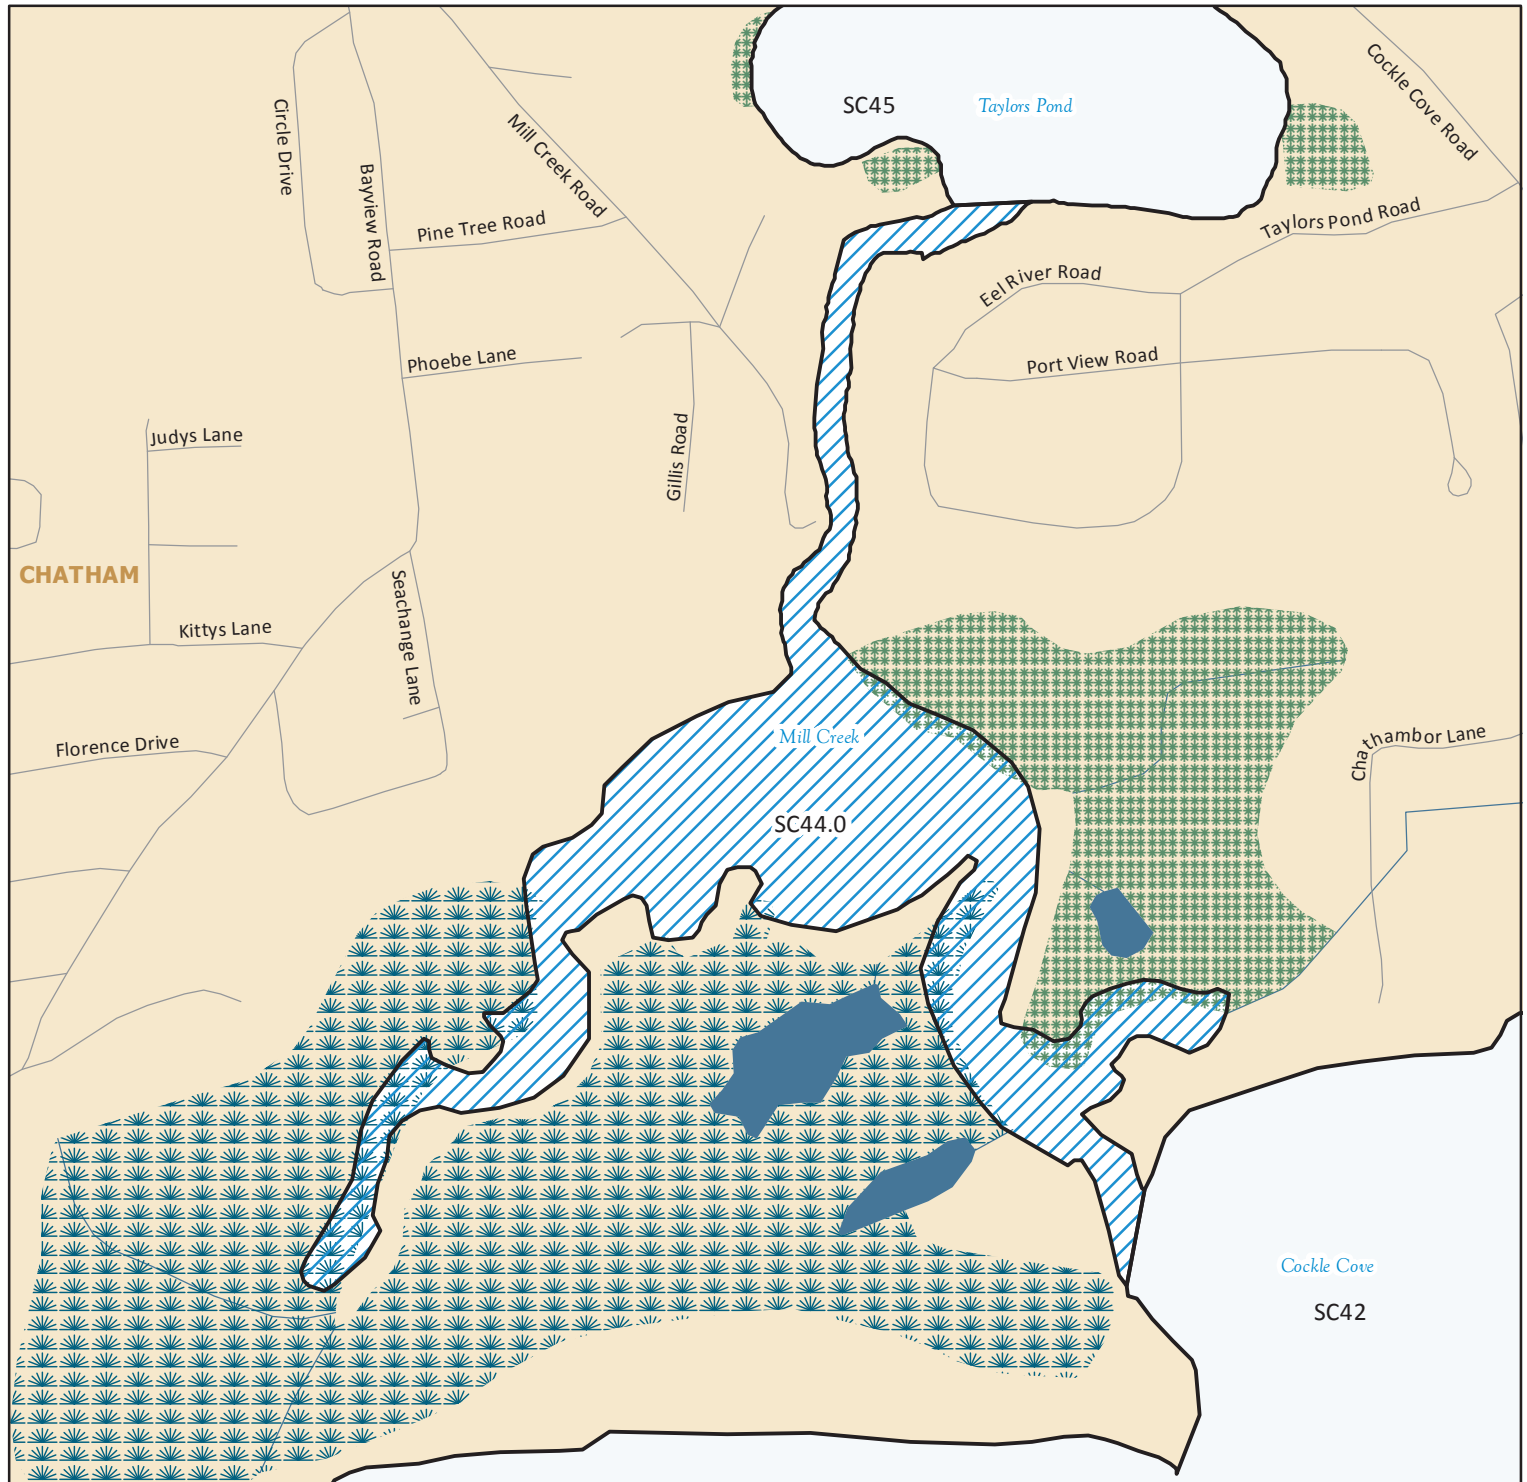 SC45
Taylors Pond
Cockle Cove Road
Circle Drive
Mill Creek Road
Bayview Road
Pine Tree Road
Taylors Pond Road
Eel River Road
Phoebe Lane
Port View Road
Judys Lane
Gillis Road
CHATHAM
Seachange Lane
Kittys Lane
Florence Drive
Mill Creek
Chathambor Lane
SC44.0
Cockle Cove
SC42